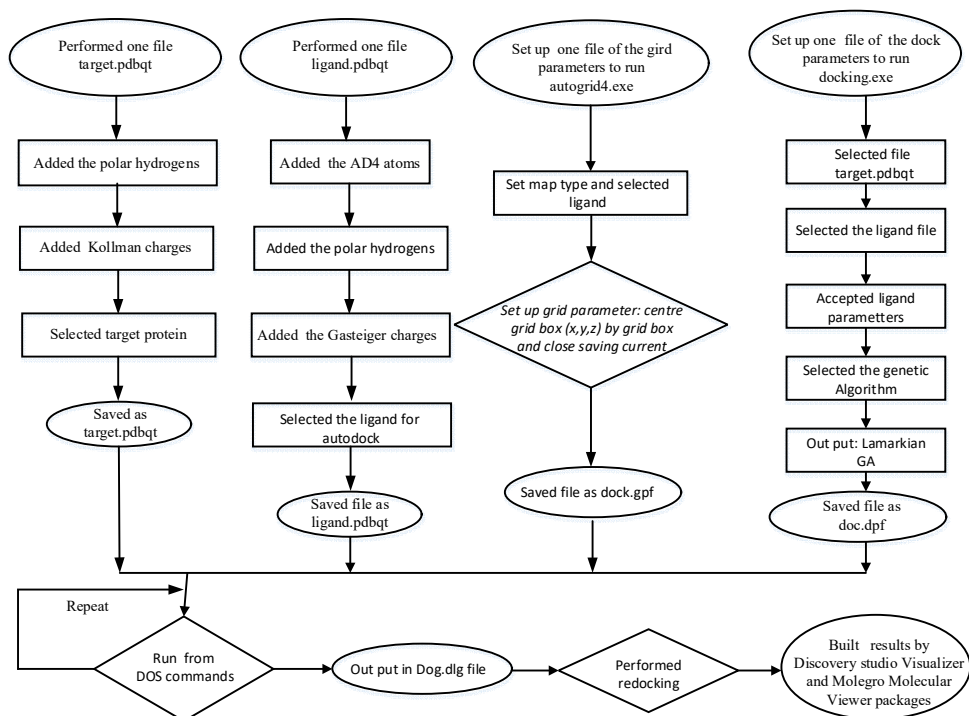 Performed one file
target.pdbqt
Added the polar hydrogens
Added Kollman charges
Selected target protein
Saved as
target.pdbqt
Performed one file
ligand.pdbqt
Added the AD4 atoms
Added the polar hydrogens
Added the Gasteiger charges
Selected the ligand for
autodock
Saved file as
ligand.pdbqt
Set up one file of the gird
parameters to run
autogrid4.exe
Set map type and selected
ligand
Set up grid parameter: centre
grid box (x,y,z) by grid box
and close saving current
Saved file as dock.gpf
Set up one file of the dock
parameters to run
docking.exe
Selected file
target.pdbqt
Selected the ligand file
Accepted ligand
parametters
Selected the genetic
Algorithm
Out put: Lamarkian
GA
Saved file as
doc.dpf
Repeat
Run from
DOS commands
Out put in Dog.dlg file
Performed
redocking
Built results by
Discovery studio Visualizer
and Molegro Molecular
Viewer packages